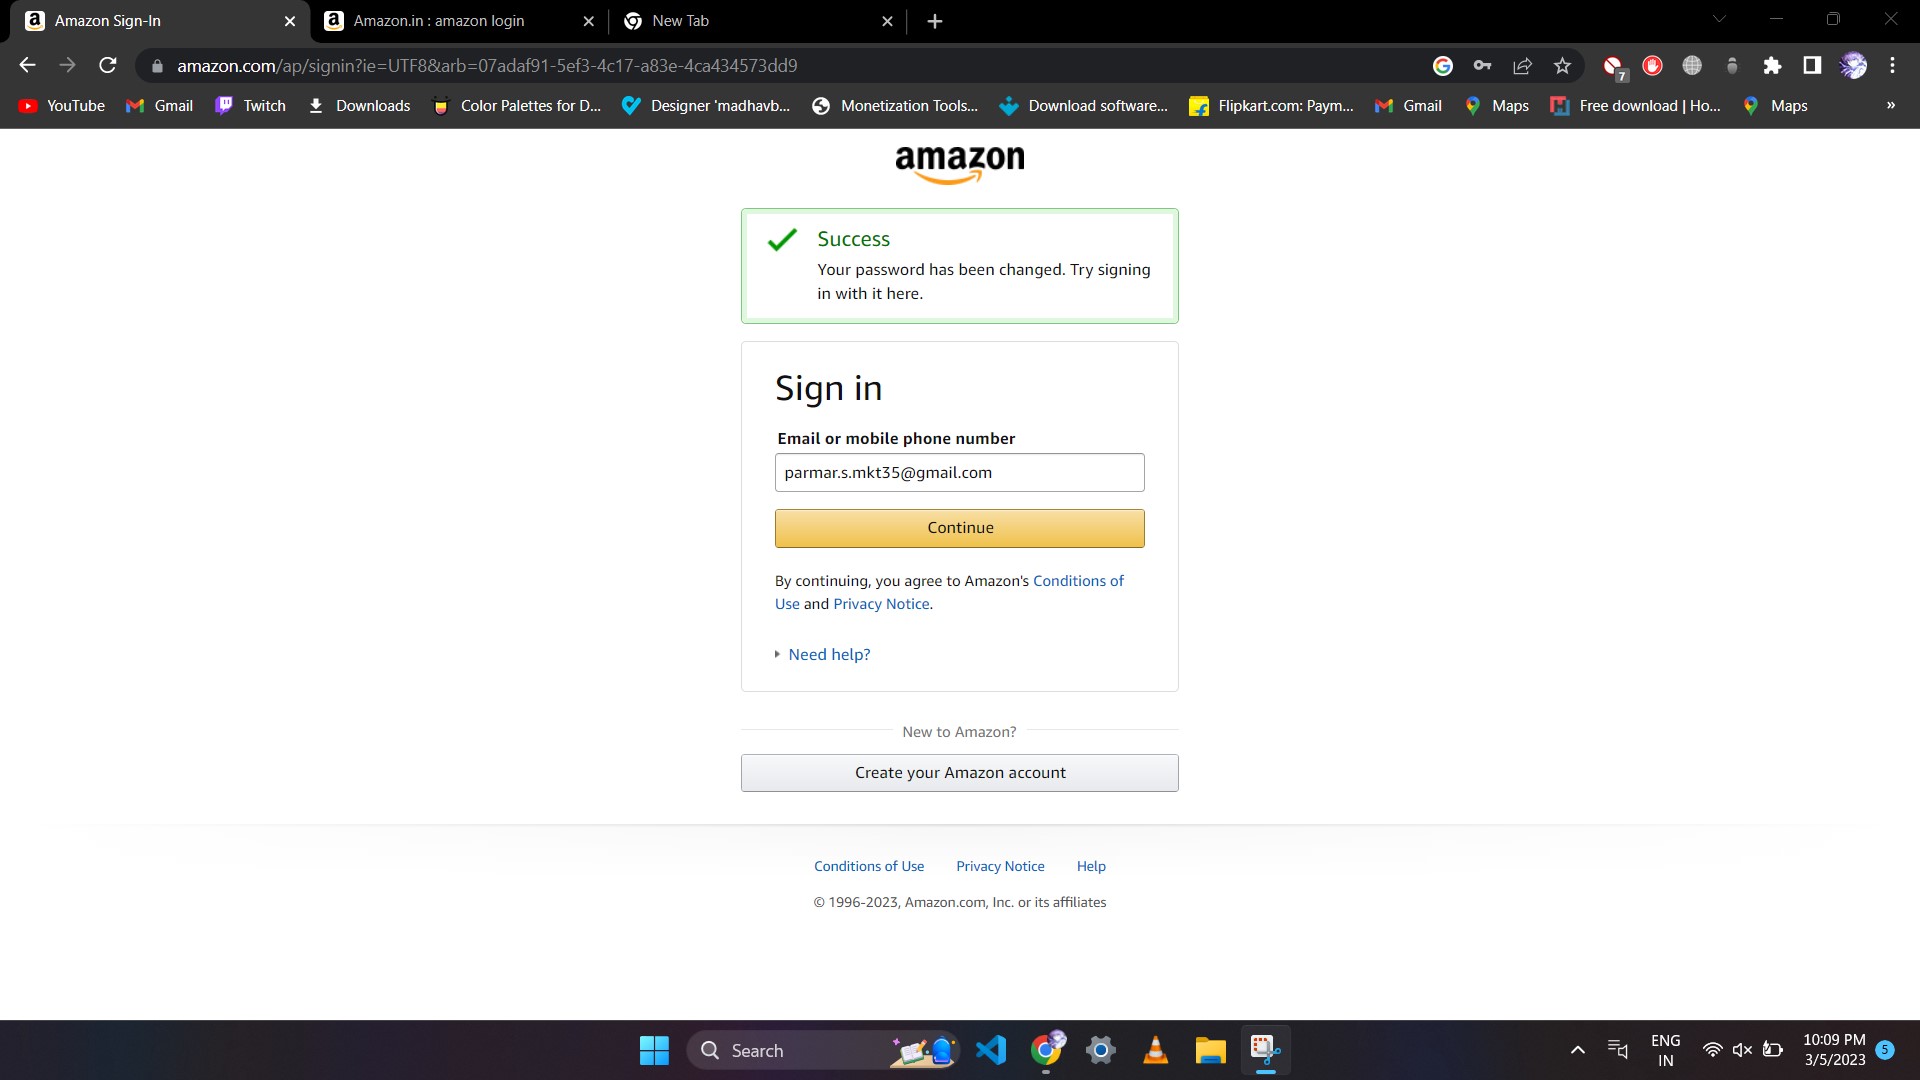 Amazon Sign-In
Amazon.in : amazon login
New Tab
amazon.com/ap/signin?ie=UTF8&arb=07adaf91-5ef3-4c17-a83e-4ca434573dd9
7
YouTube
Gmail
Twitch
Downloads
Color Palettes for D...
Designer 'madhavb...
Monetization Tools...
Download software...
Flipkart.com: Paym...
Gmail
Maps
Free download | Ho...
Maps
»
amazon
Success
Your password has been changed. Try signing
in with it here.
Sign in
Email or mobile phone number
parmar.s.mkt35@gmail.com
Continue
By continuing, you agree to Amazon's Conditions of
Use and Privacy Notice.
Need help?
New to Amazon?
Create your Amazon account
Conditions of Use
Privacy Notice
Help
© 1996-2023, Amazon.com, Inc. or its affiliates
Search
ENG
IN
10:09 PM
3/5/2023
5